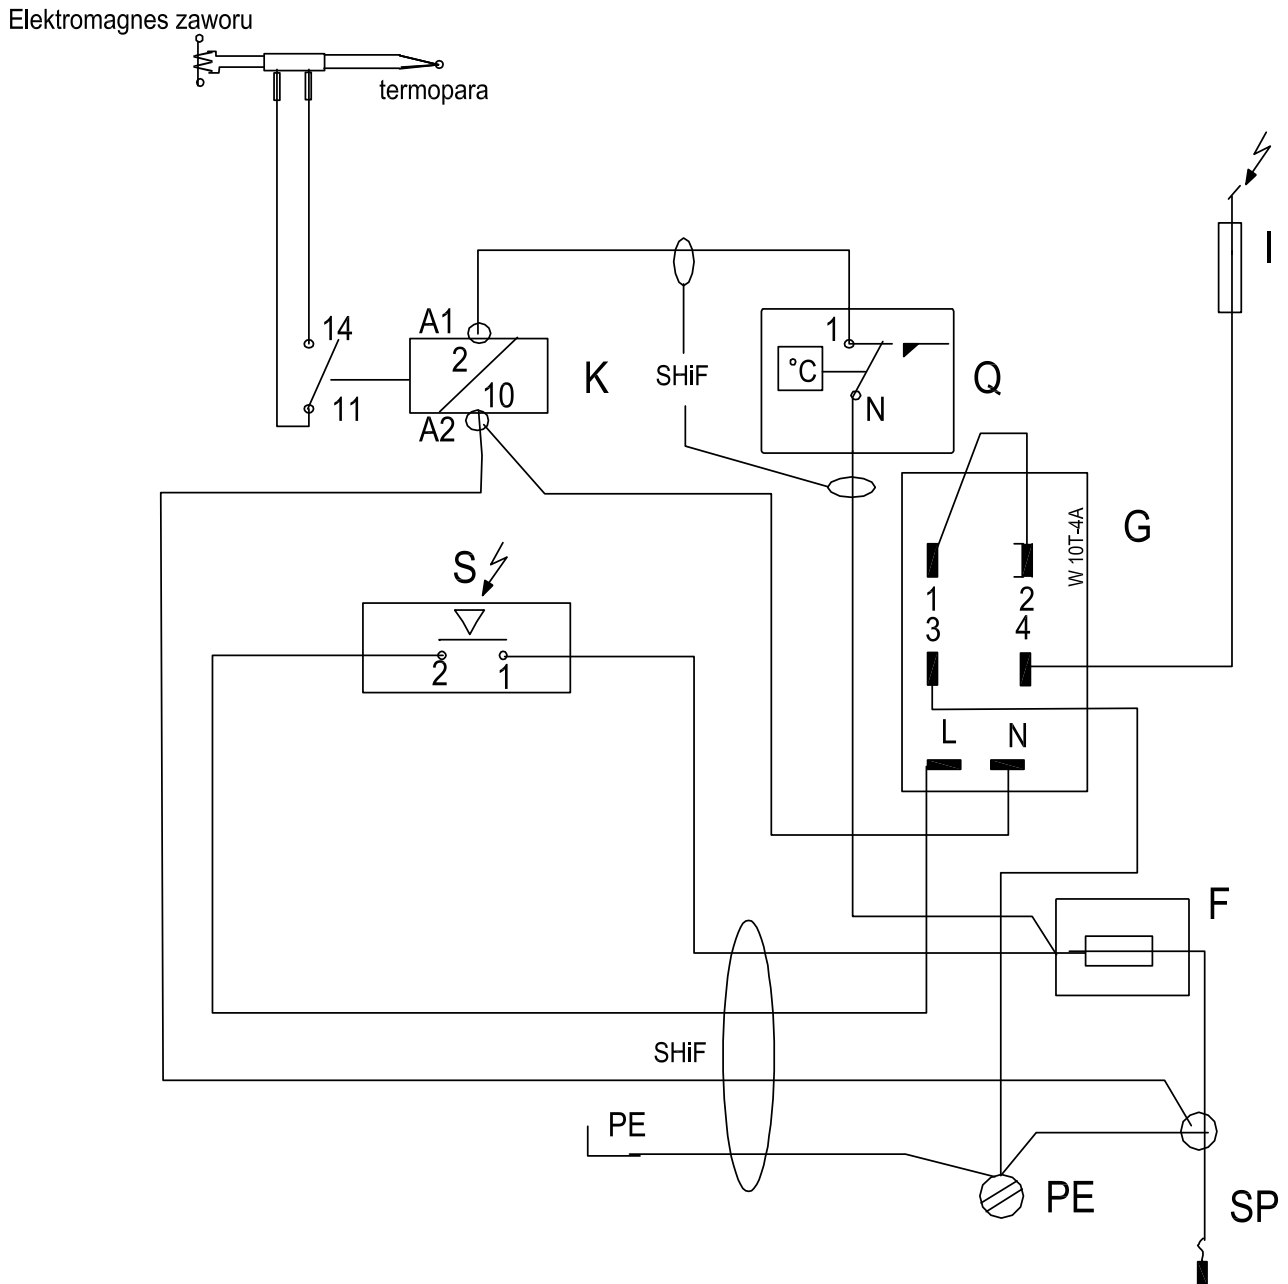 Elektromagnes zaworu
termopara
I
14
11
A1
2
10
A2
K
SHiF
1
°C
N
Q
G
W 10T-4A
1
2
3
4
L
N
S
2
1
F
SHiF
PE
PE
SP